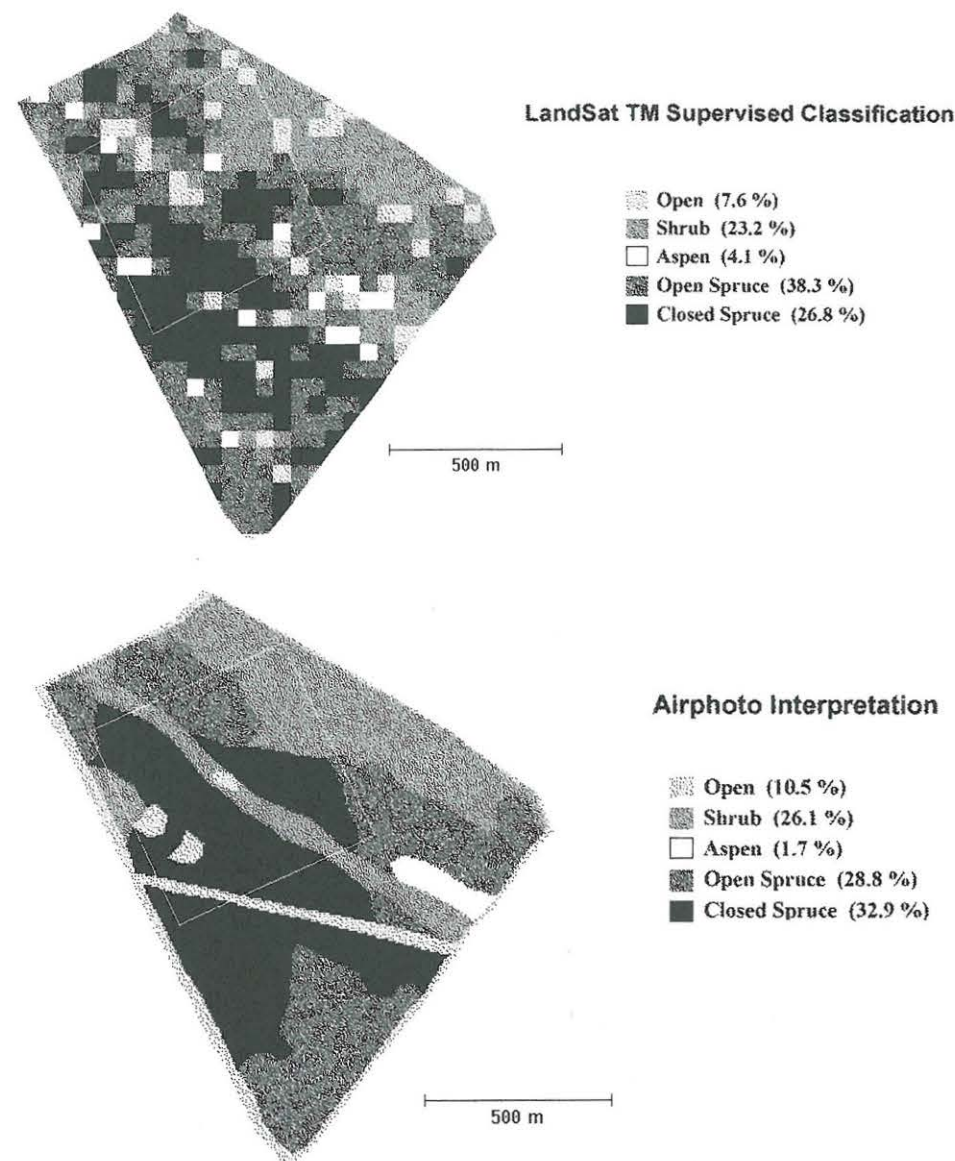 LandSat TM Supervised Classification
Open (7.6 %)
Shrub (23.2 %)
Aspen (4.1 %)
Open Spruce (38.3 %)
Closed Spruce (26.8 %)
500 m
Airphoto Interpretation
Open (10.5 %)
Shrub (26.1 %)
Aspen (1.7 %)
Open Spruce (28.8 %)
Closed Spruce (32.9 %)
500 m